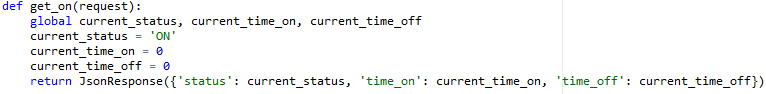 def get_on(request):
    global current_status, current_time_on, current_time_off
    current_status = 'ON'
    current_time_on = 0
    current_time_off = 0
    return JsonResponse({'status': current_status, 'time_on': current_time_on, 'time_off': current_time_off})